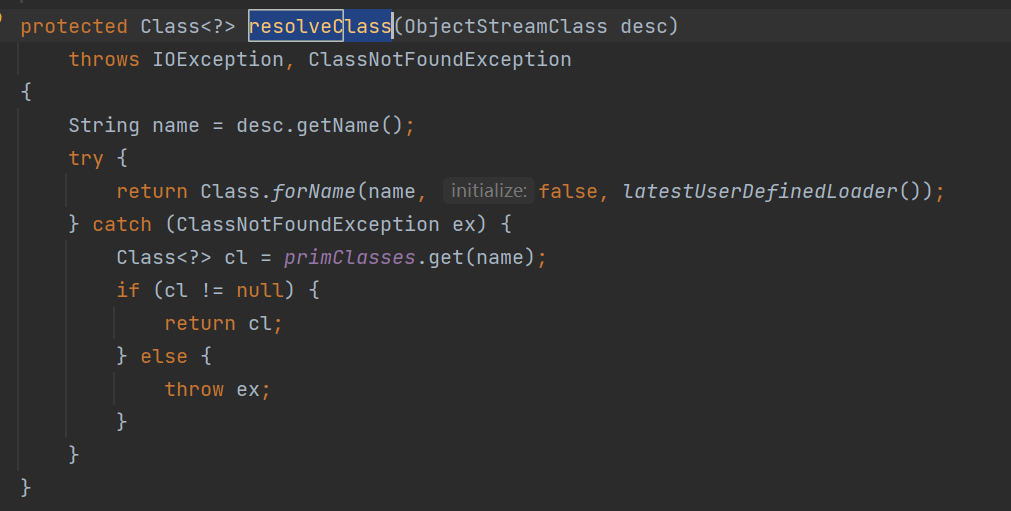 protected Class<?> resolveClass(ObjectStreamClass desc)
    throws IOException, ClassNotFoundException
{
    String name = desc.getName();
    try {
        return Class.forName(name, initialize: false, latestUserDefinedLoader());
    } catch (ClassNotFoundException ex) {
        Class<?> cl = primClasses.get(name);
        if (cl != null) {
            return cl;
        } else {
            throw ex;
        }
    }
}